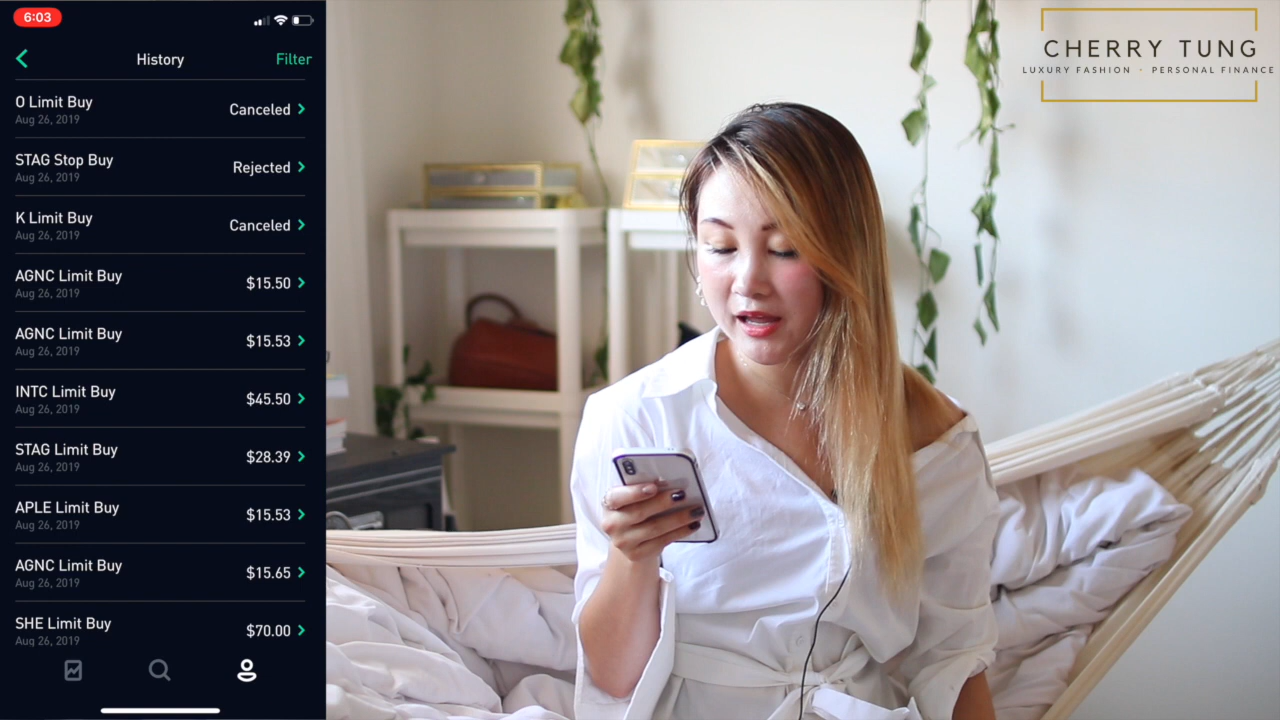 6:03
History
Filter
O Limit Buy
Aug 26, 2019
Canceled
STAG Stop Buy
Aug 26, 2019
Rejected
K Limit Buy
Aug 26, 2019
Canceled
AGNC Limit Buy
Aug 26, 2019
$15.50
AGNC Limit Buy
Aug 26, 2019
$15.53
INTC Limit Buy
Aug 26, 2019
$45.50
STAG Limit Buy
Aug 26, 2019
$28.39
APLE Limit Buy
Aug 26, 2019
$15.53
AGNC Limit Buy
Aug 26, 2019
$15.65
SHE Limit Buy
Aug 26, 2019
$70.00
CHERRY TUNG
LUXURY FASHION · PERSONAL FINANCE